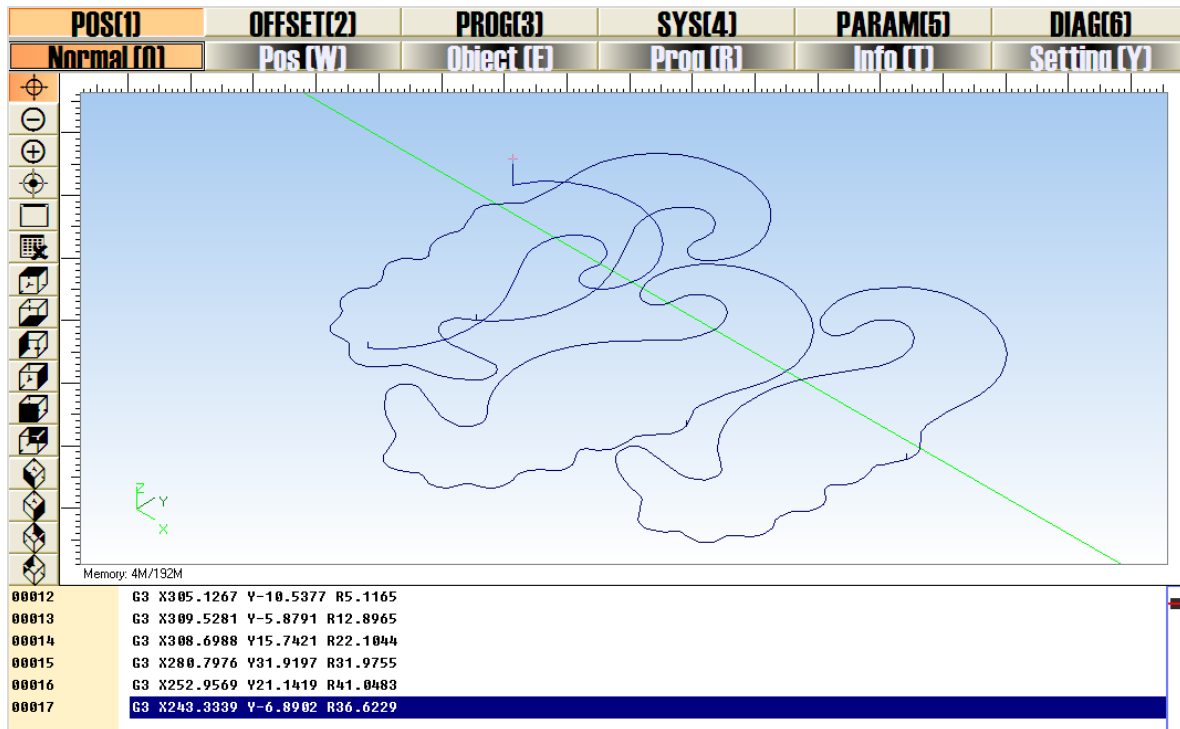 POS(1) OFFSET(2) PROG(3) SYS(4) PARAM(5) DIAG(6)
Normal (Q) Pos (W) Object (E) Prog (R) Info (T) Setting (Y)
Z
Y
X
Memory: 4M/192M
00012 G3 X305.1267 Y-10.5377 R5.1165
00013 G3 X309.5281 Y-5.8791 R12.8965
00014 G3 X308.6988 Y15.7421 R22.1044
00015 G3 X280.7976 Y31.9197 R31.9755
00016 G3 X252.9569 Y21.1419 R41.0483
00017 G3 X243.3339 Y-6.8902 R36.6229